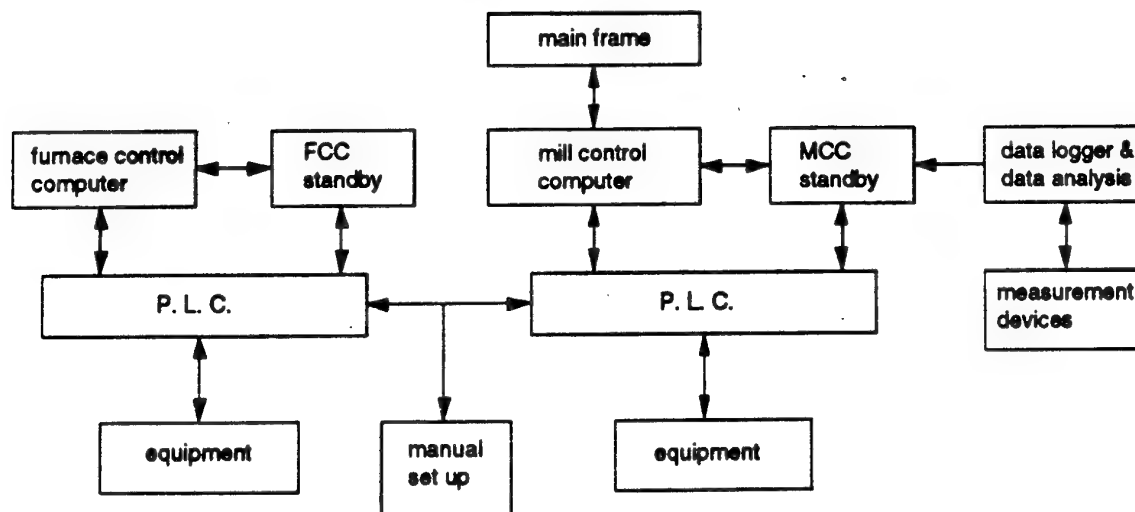 main frame
furnace control
computer
FCC
standby
mill control
computer
MCC
standby
data logger &
data analysis
P. L. C.
P. L. C.
measurement
devices
equipment
manual
set up
equipment